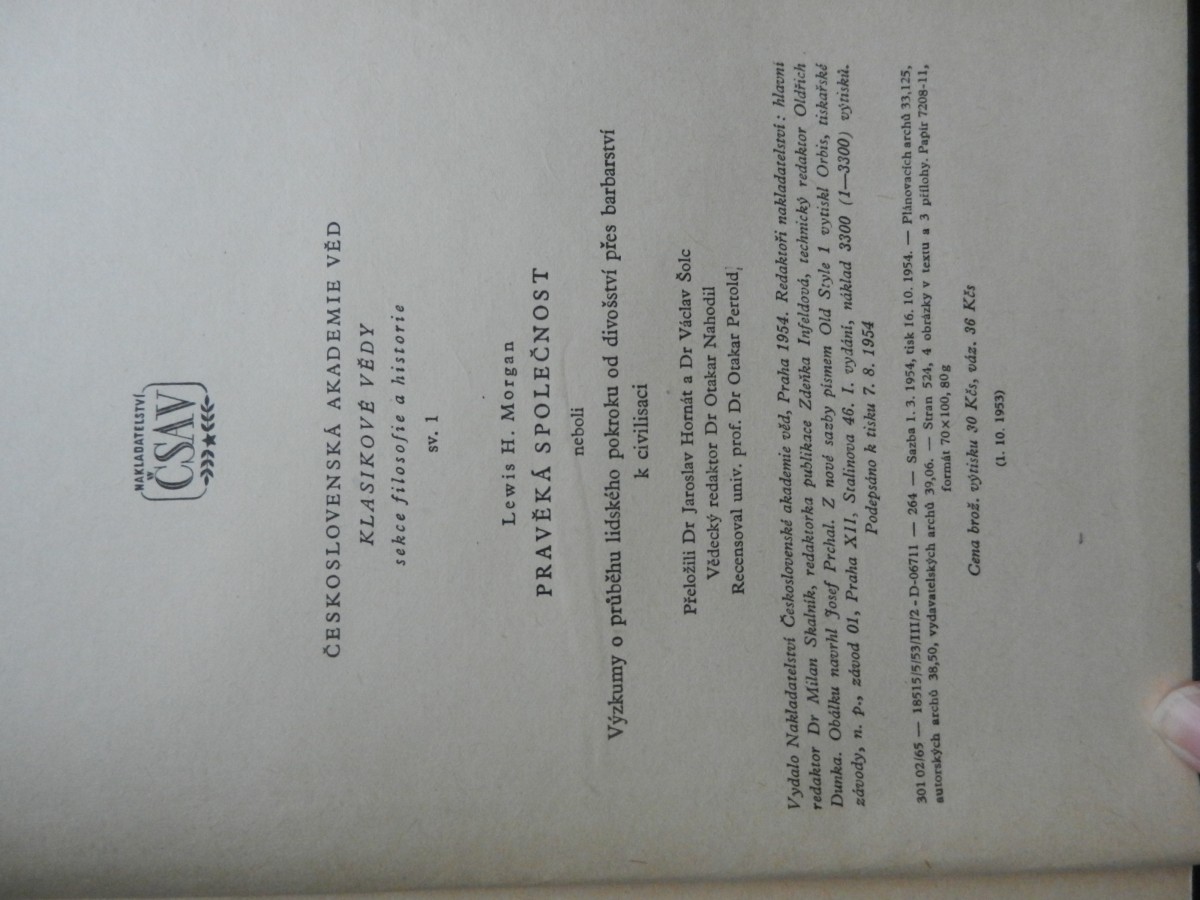 NAKLADATELSTVÍ
ČSAV
ČESKOSLOVENSKÁ AKADEMIE VĚD
KLASIKOVÉ VĚDY
sekce filosofie a historie
sv. 1
Lewis H. Morgan
PRAVĚKÁ SPOLEČNOST
neboli
Výzkumy o průběhu lidského pokroku od divošství přes barbarství
k civilisaci
Přeložili Dr Jaroslav Hornát a Dr Václav Šolc
Vědecký redaktor Dr Otakar Nahodil
Recensoval univ. prof. Dr Otakar Pertold
Vydalo Nakladatelství Československé akademie věd, Praha 1954. Redaktoři nakladatelství: hlavní
redaktor Dr Milan Skalník, redaktorka publikace Zdeňka Infeldová, technický redaktor Oldřich
Dunka. Obálku navrhl Josef Prchal. Z nové sazby písmem Old Style 1 vytiskl Orbis, tiskařské
závody, n. p., závod 01, Praha XII, Stalinova 46. I. vydání, náklad 3300 (1—3300) výtisků.
Podepsáno k tisku 7. 8. 1954
301 02/65 — 18515/5/53/III/2 - D-06711 — 264 — Sazba 1. 3. 1954, tisk 16. 10. 1954. — Plánovacích archů 33,125,
autorských archů 38,50, vydavatelských archů 39,06. — Stran 524, 4 obrázky v textu a 3 přílohy. Papír 7208-11,
formát 70×100, 80 g
Cena brož. výtisku 30 Kčs, váz. 36 Kčs
(1. 10. 1953)